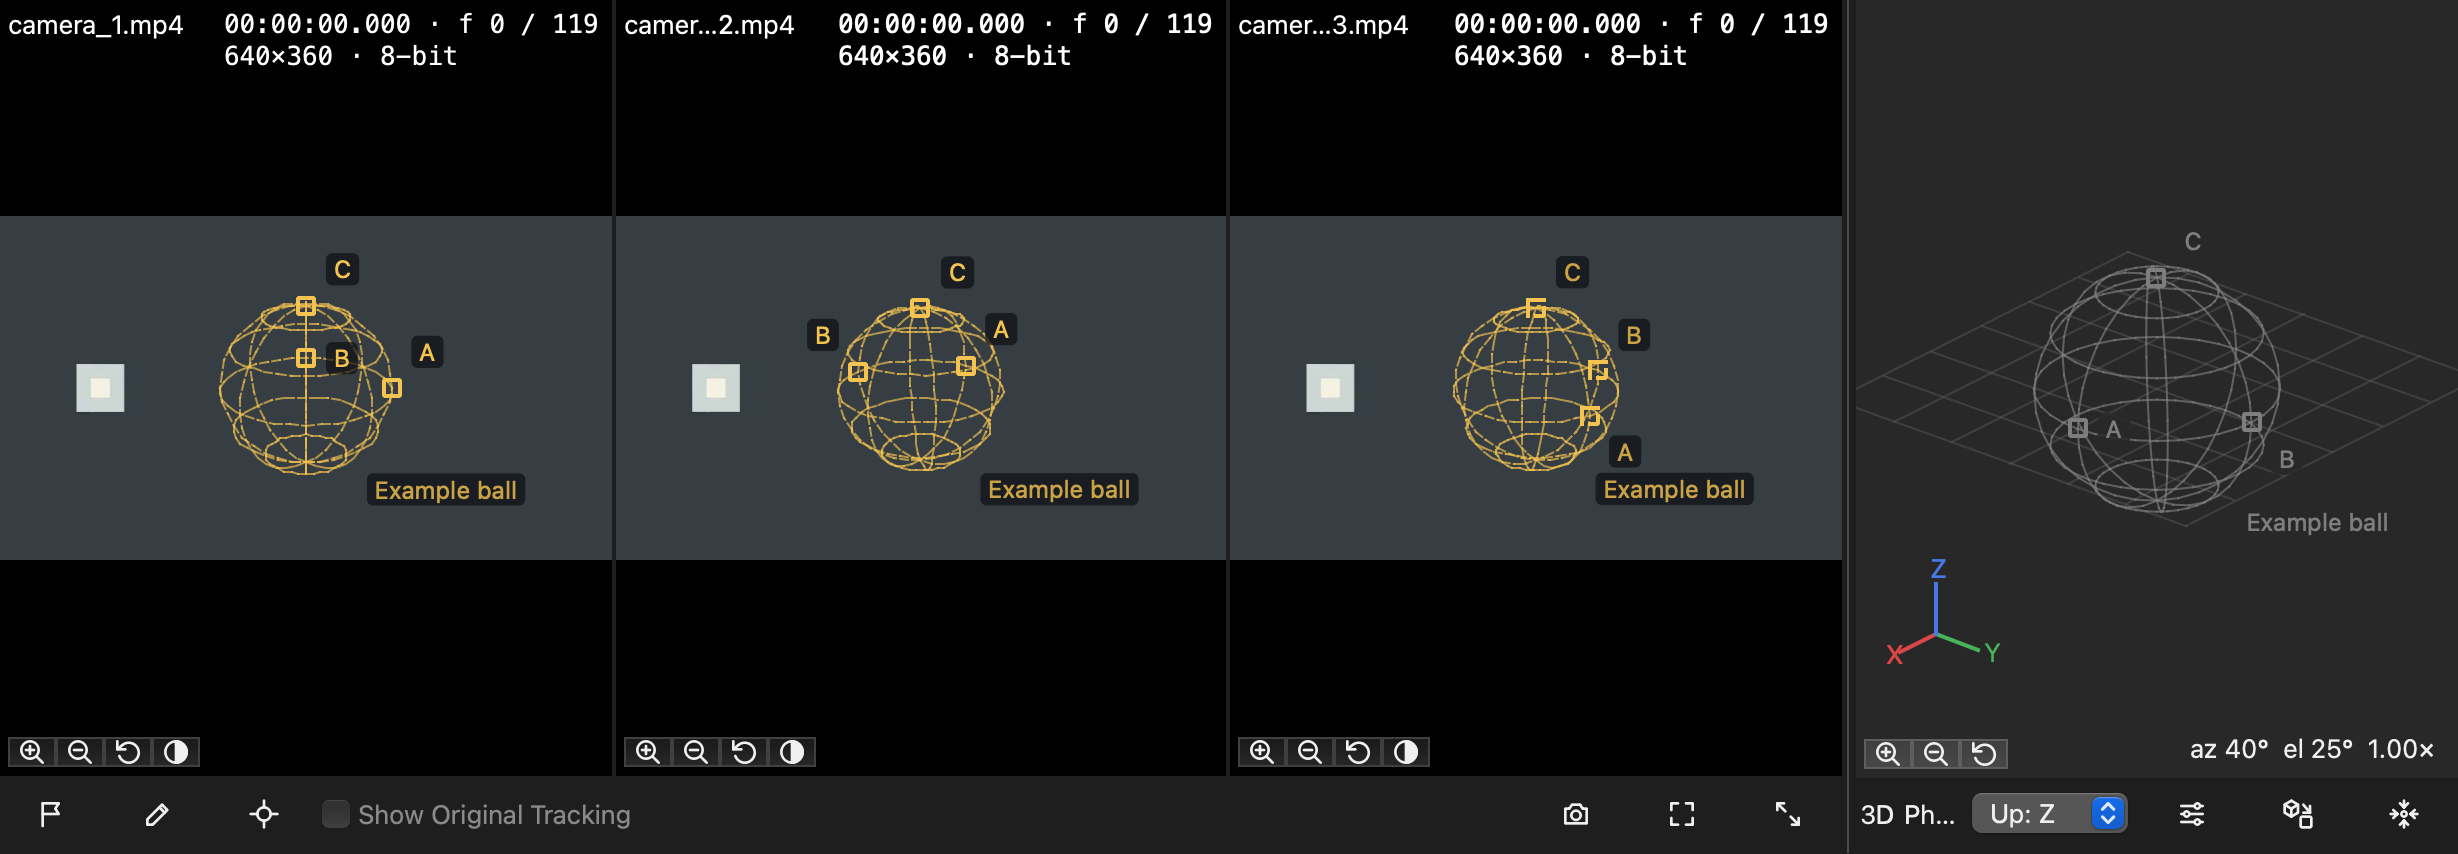 camera_1.mp4
00:00:00.000 · f 0 / 119
640×360 · 8-bit
C
A
B
Example ball
camer...2.mp4
00:00:00.000 · f 0 / 119
640×360 · 8-bit
C
B
A
Example ball
camer...3.mp4
00:00:00.000 · f 0 / 119
640×360 · 8-bit
C
B
A
Example ball
C
A
B
Example ball
Z
X
Y
az 40° el 25° 1.00×
Show Original Tracking
3D Ph...
Up: Z